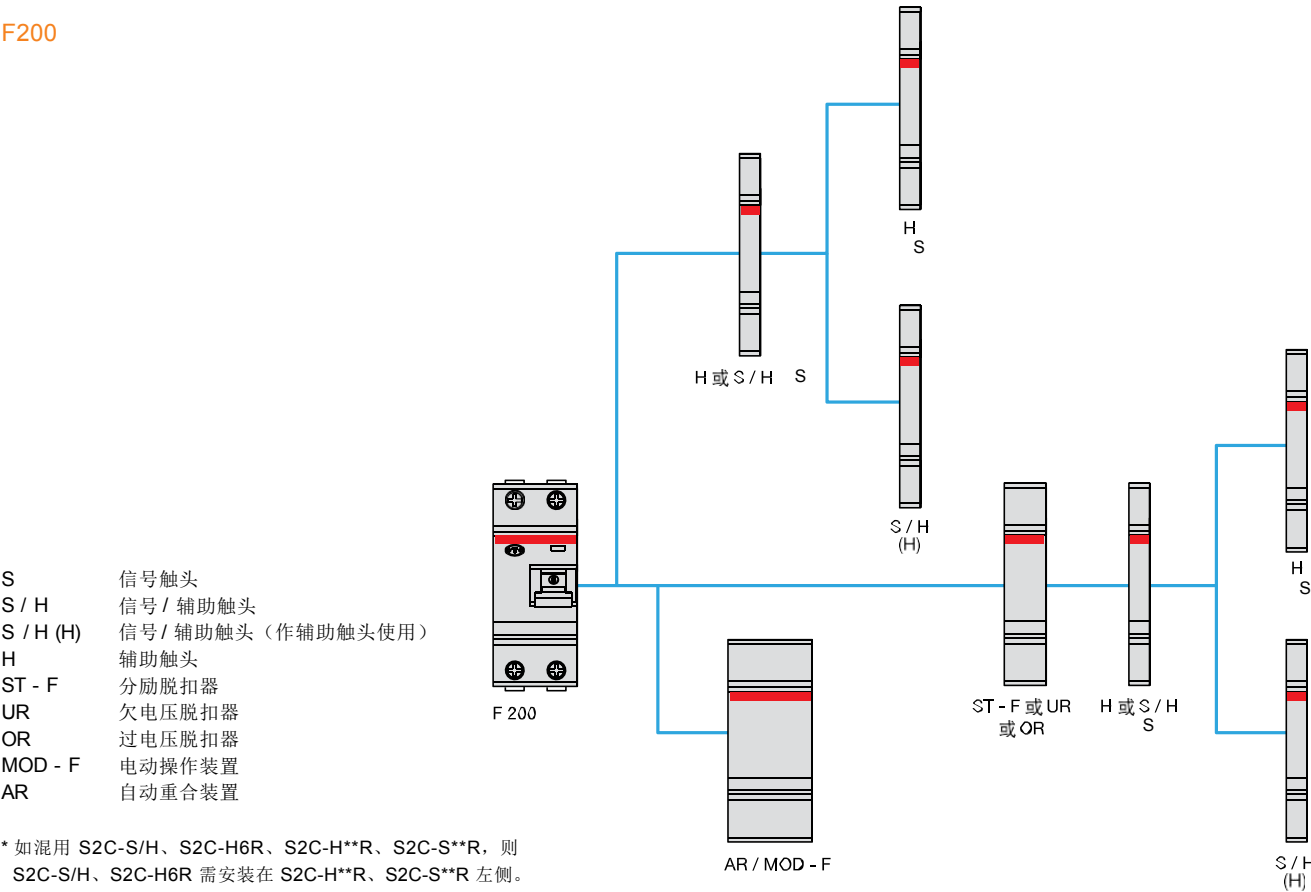 F200
H
S
H 或 S / H S
S / H
(H)
F 200
ST - F 或 UR
或 OR
H 或 S / H
S
H
S
S / H
(H)
AR / MOD - F
S 信号触头
S / H 信号 / 辅助触头
S / H (H) 信号 / 辅助触头（作辅助触头使用）
H 辅助触头
ST - F 分励脱扣器
UR 欠电压脱扣器
OR 过电压脱扣器
MOD - F 电动操作装置
AR 自动重合装置
* 如混用 S2C-S/H、S2C-H6R、S2C-H**R、S2C-S**R，则
S2C-S/H、S2C-H6R 需安装在 S2C-H**R、S2C-S**R 左侧。